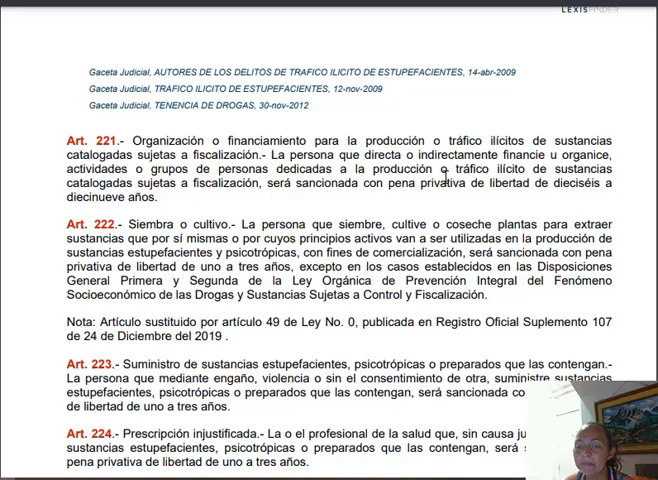 LEXISFINDER
Gaceta Judicial, AUTORES DE LOS DELITOS DE TRAFICO ILICITO DE ESTUPEFACIENTES, 14-abr-2009
Gaceta Judicial, TRAFICO ILICITO DE ESTUPEFACIENTES, 12-nov-2009
Gaceta Judicial, TENENCIA DE DROGAS, 30-nov-2012
Art. 221.- Organización o financiamiento para la producción o tráfico ilícitos de sustancias
catalogadas sujetas a fiscalización.- La persona que directa o indirectamente financie u organice,
actividades o grupos de personas dedicadas a la producción o tráfico ilícito de sustancias
catalogadas sujetas a fiscalización, será sancionada con pena privativa de libertad de dieciséis a
diecinueve años.
Art. 222.- Siembra o cultivo.- La persona que siembre, cultive o coseche plantas para extraer
sustancias que por sí mismas o por cuyos principios activos van a ser utilizadas en la producción de
sustancias estupefacientes y psicotrópicas, con fines de comercialización, será sancionada con pena
privativa de libertad de uno a tres años, excepto en los casos establecidos en las Disposiciones
General Primera y Segunda de la Ley Orgánica de Prevención Integral del Fenómeno
Socioeconómico de las Drogas y Sustancias Sujetas a Control y Fiscalización.
Nota: Artículo sustituido por artículo 49 de Ley No. 0, publicada en Registro Oficial Suplemento 107
de 24 de Diciembre del 2019 .
Art. 223.- Suministro de sustancias estupefacientes, psicotrópicas o preparados que las contengan.-
La persona que mediante engaño, violencia o sin el consentimiento de otra, suministre sustancias
estupefacientes, psicotrópicas o preparados que las contengan, será sancionada co
de libertad de uno a tres años.
Art. 224.- Prescripción injustificada.- La o el profesional de la salud que, sin causa ju
sustancias estupefacientes, psicotrópicas o preparados que las contengan, será s
pena privativa de libertad de uno a tres años.